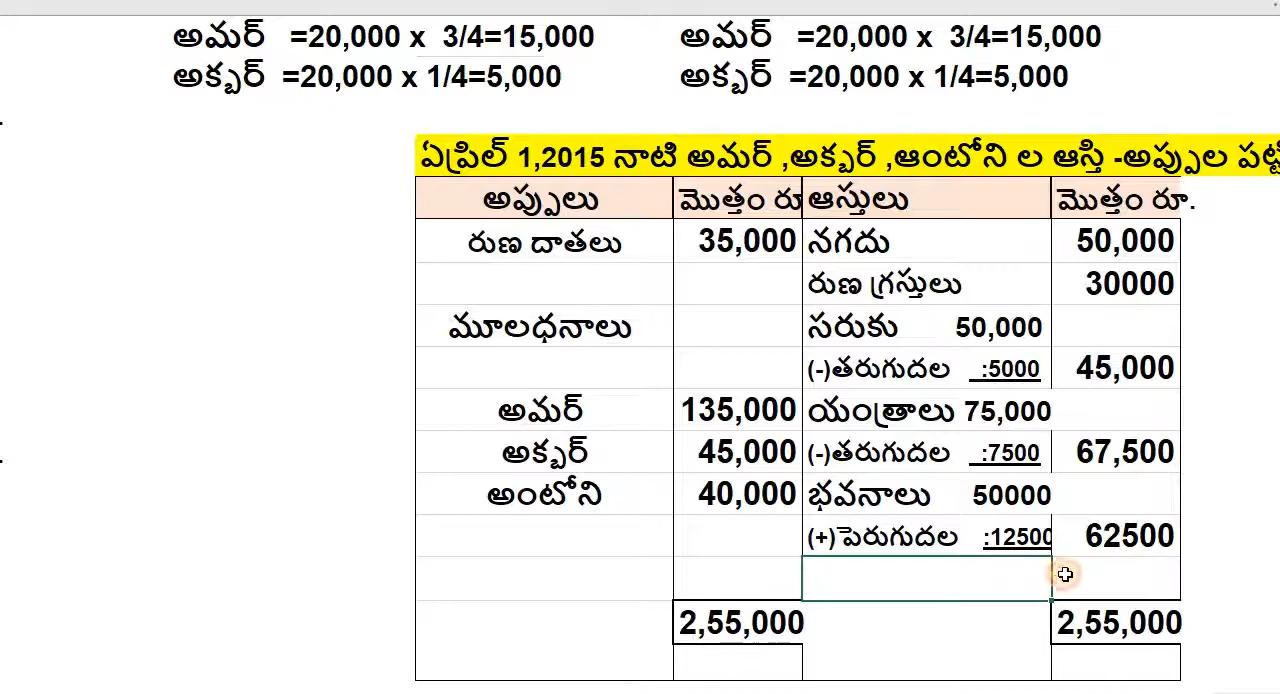 అమర్ =20,000 x 3/4=15,000 అమర్ =20,000 x 3/4=15,000
అక్బర్ =20,000 x 1/4=5,000 అక్బర్ =20,000 x 1/4=5,000
ఏప్రిల్ 1,2015 నాటి అమర్ ,అక్బర్ ,ఆంటోని ల ఆస్తి -అప్పుల
అప్పులు మొత్తం రూ ఆస్తులు మొత్తం రూ.
రుణ దాతలు 35,000 నగదు 50,000
రుణ గ్రస్తులు 30000
మూలధనాలు సరుకు 50,000
(-)తరుగుదల :5000 45,000
అమర్ 135,000 యంత్రాలు 75,000
అక్బర్ 45,000 (-)తరుగుదల :7500 67,500
అంటోని 40,000 భవనాలు 50000
(+)పెరుగుదల :12500 62500
2,55,000 2,55,000